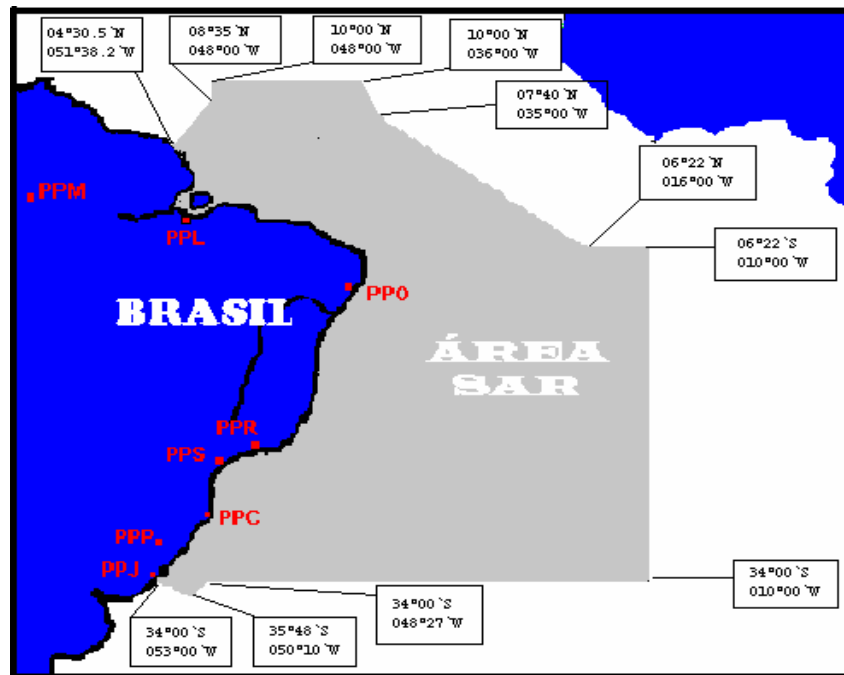 04°30.5`N
051°38.2`W
08°35`N
048°00`W
10°00`N
048°00`W
10°00`N
036°00`W
07°40`N
035°00`W
06°22`N
016°00`W
06°22`S
010°00`W
PPM
PPL
PPO
BRASIL
ÁREA
SAR
PPR
PPS
PPC
PPP
PPJ
34°00`S
053°00`W
35°48`S
050°10`W
34°00`S
048°27`W
34°00`S
010°00`W